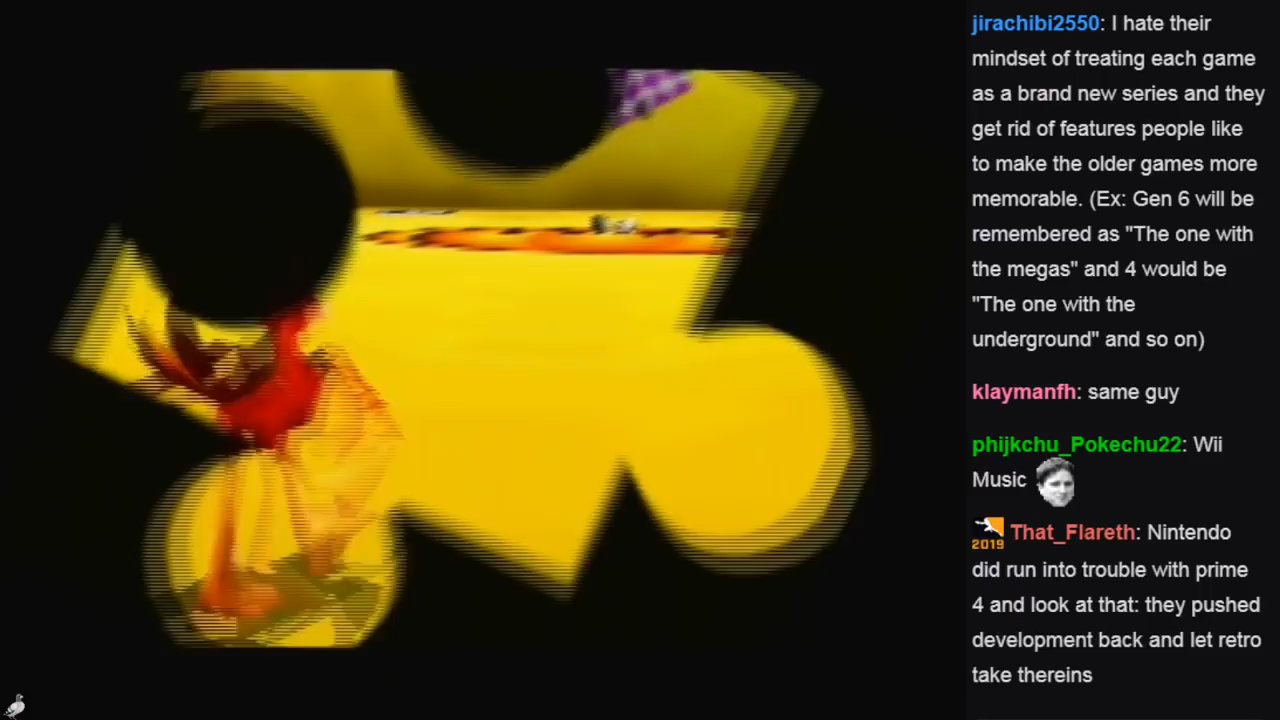 jirachibi2550: I hate their
mindset of treating each game
as a brand new series and they
get rid of features people like
to make the older games more
memorable. (Ex: Gen 6 will be
remembered as "The one with
the megas" and 4 would be
"The one with the
underground" and so on)
klaymanfh: same guy
phijkchu_Pokechu22: Wii
Music
2019 That_Flareth: Nintendo
did run into trouble with prime
4 and look at that: they pushed
development back and let retro
take thereins